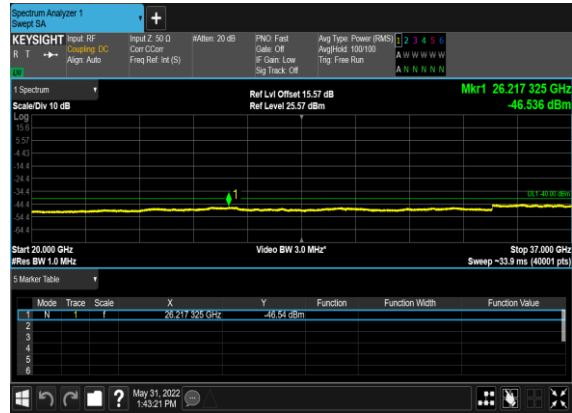 Spectrum Analyzer 1
Swept SA
+
KEYSIGHT
R T
Input: RF
Coupling: DC
Align: Auto
Input Z: 50 Ω
Corr CCorr
Freq Ref: Int (S)
#Atten: 20 dB
PNO: Fast
Gate: Off
IF Gain: Low
Sig Track: Off
Avg Type: Power (RMS)
Avg|Hold: 100/100
Trig: Free Run
1 2 3 4 5 6
A W W W W W
A N N N N N
1 Spectrum
Scale/Div 10 dB
Ref Lvl Offset 15.57 dB
Ref Level 25.57 dBm
Mkr1 26.217 325 GHz
-46.536 dBm
Log
15.6
5.57
-4.43
-14.4
-24.4
-34.4
-44.4
-54.4
-64.4
1
DL1 -40.00 dBm
Start 20.000 GHz
#Res BW 1.0 MHz
Video BW 3.0 MHz*
Stop 37.000 GHz
Sweep ~33.9 ms (40001 pts)
5 Marker Table
Mode Trace Scale X Y Function Function Width Function Value
1 N 1 f 26.217 325 GHz -46.54 dBm
2
3
4
5
6
?
May 31, 2022
1:43:21 PM